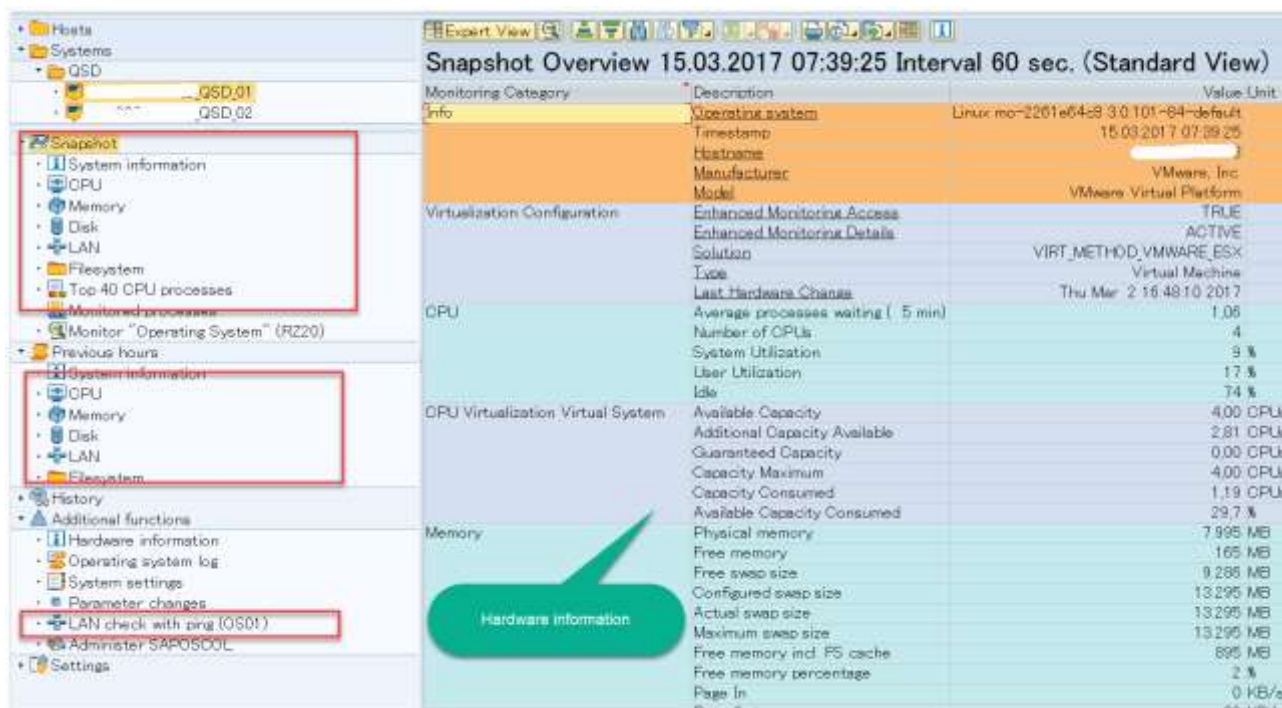 Hosts
Systems
QSD
_QSD_01
QSD_02
Snapshot
System information
CPU
Memory
Disk
LAN
Filesystem
Top 40 CPU processes
Monitored processes
Monitor "Operating System" (RZ20)
Previous hours
System information
CPU
Memory
Disk
LAN
Filesystem
History
Additional functions
Hardware information
Operating system log
System settings
Parameter changes
LAN check with ping (OS01)
Administer SAPOSCOL
Settings
Expert View
Snapshot Overview 15.03.2017 07:39:25 Interval 60 sec. (Standard View)
Monitoring Category Description Value Unit
Info Operating system Linux mo-2261e64c8 3.0.101-84-default
Timestamp 15.03.2017 07:39:25
Hostname
Manufacturer VMware, Inc.
Model VMware Virtual Platform
Virtualization Configuration Enhanced Monitoring Access TRUE
Enhanced Monitoring Details ACTIVE
Solution VIRT_METHOD_VMWARE_ESX
Type Virtual Machine
Last Hardware Change Thu Mar 2 16:48:10 2017
CPU Average processes waiting ( 5 min) 1,06
Number of CPUs 4
System Utilization 9 %
User Utilization 17 %
Idle 74 %
CPU Virtualization Virtual System Available Capacity 4,00 CPU
Additional Capacity Available 2,81 CPU
Guaranteed Capacity 0,00 CPU
Capacity Maximum 4,00 CPU
Capacity Consumed 1,19 CPU
Available Capacity Consumed 29,7 %
Memory Physical memory 7.995 MB
Free memory 165 MB
Free swap size 9.286 MB
Configured swap size 13.295 MB
Actual swap size 13.295 MB
Maximum swap size 13.295 MB
Free memory incl. FS cache 895 MB
Free memory percentage 2 %
Page In 0 KB/s
Hardware information